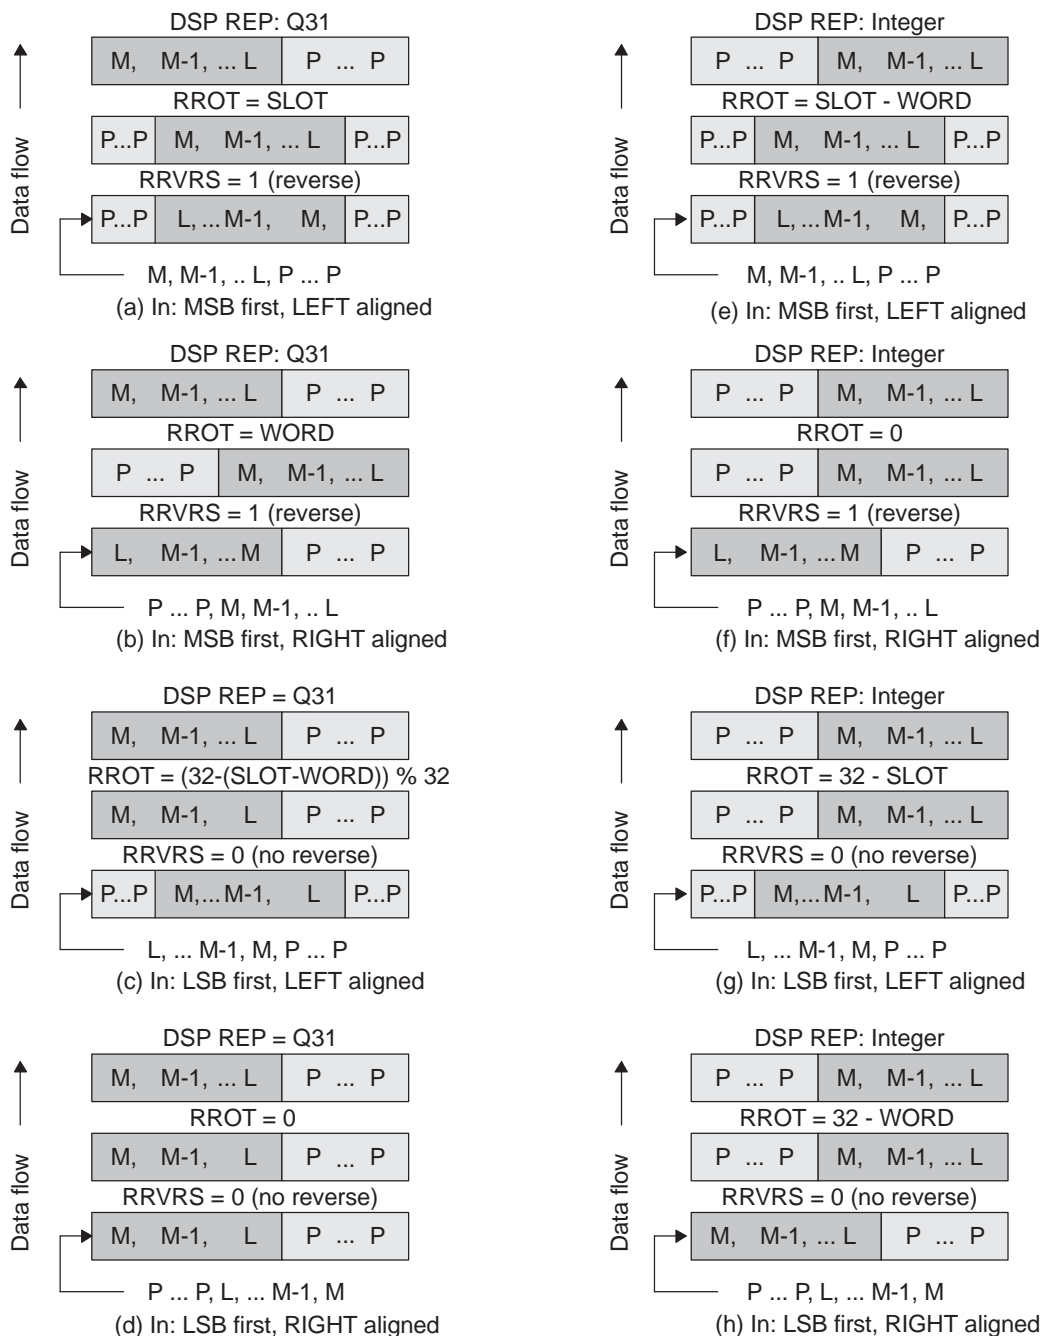 DSP REP: Q31
M, M-1, ... L P ... P
RROT = SLOT
P...P M, M-1, ... L P...P
RRVRS = 1 (reverse)
P...P L, ... M-1, M, P...P
M, M-1, .. L, P ... P
(a) In: MSB first, LEFT aligned
Data flow
DSP REP: Integer
P ... P M, M-1, ... L
RROT = SLOT - WORD
P...P M, M-1, ... L P...P
RRVRS = 1 (reverse)
P...P L, ... M-1, M, P...P
M, M-1, .. L, P ... P
(e) In: MSB first, LEFT aligned
Data flow
DSP REP: Q31
M, M-1, ... L P ... P
RROT = WORD
P ... P M, M-1, ... L
RRVRS = 1 (reverse)
L, M-1, ... M P ... P
P ... P, M, M-1, .. L
(b) In: MSB first, RIGHT aligned
Data flow
DSP REP: Integer
P ... P M, M-1, ... L
RROT = 0
P ... P M, M-1, ... L
RRVRS = 1 (reverse)
L, M-1, ... M P ... P
P ... P, M, M-1, .. L
(f) In: MSB first, RIGHT aligned
Data flow
DSP REP = Q31
M, M-1, ... L P ... P
RROT = (32-(SLOT-WORD)) % 32
M, M-1, L P ... P
RRVRS = 0 (no reverse)
P...P M,... M-1, L P...P
L, ... M-1, M, P ... P
(c) In: LSB first, LEFT aligned
Data flow
DSP REP: Integer
P ... P M, M-1, ... L
RROT = 32 - SLOT
P ... P M, M-1, ... L
RRVRS = 0 (no reverse)
P...P M,... M-1, L P...P
L, ... M-1, M, P ... P
(g) In: LSB first, LEFT aligned
Data flow
DSP REP = Q31
M, M-1, ... L P ... P
RROT = 0
M, M-1, L P ... P
RRVRS = 0 (no reverse)
M, M-1, L P ... P
P ... P, L, ... M-1, M
(d) In: LSB first, RIGHT aligned
Data flow
DSP REP: Integer
P ... P M, M-1, ... L
RROT = 32 - WORD
P ... P M, M-1, ... L
RRVRS = 0 (no reverse)
M, M-1, ... L P ... P
P ... P, L, ... M-1, M
(h) In: LSB first, RIGHT aligned
Data flow